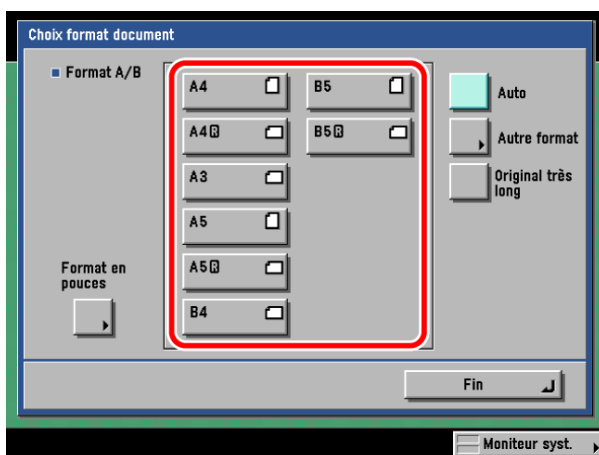 Choix format document
Format A/B
A4
B5
Auto
A4R
B5R
Autre format
A3
Original très
long
A5
Format en
pouces
A5R
B4
Fin
Moniteur syst.